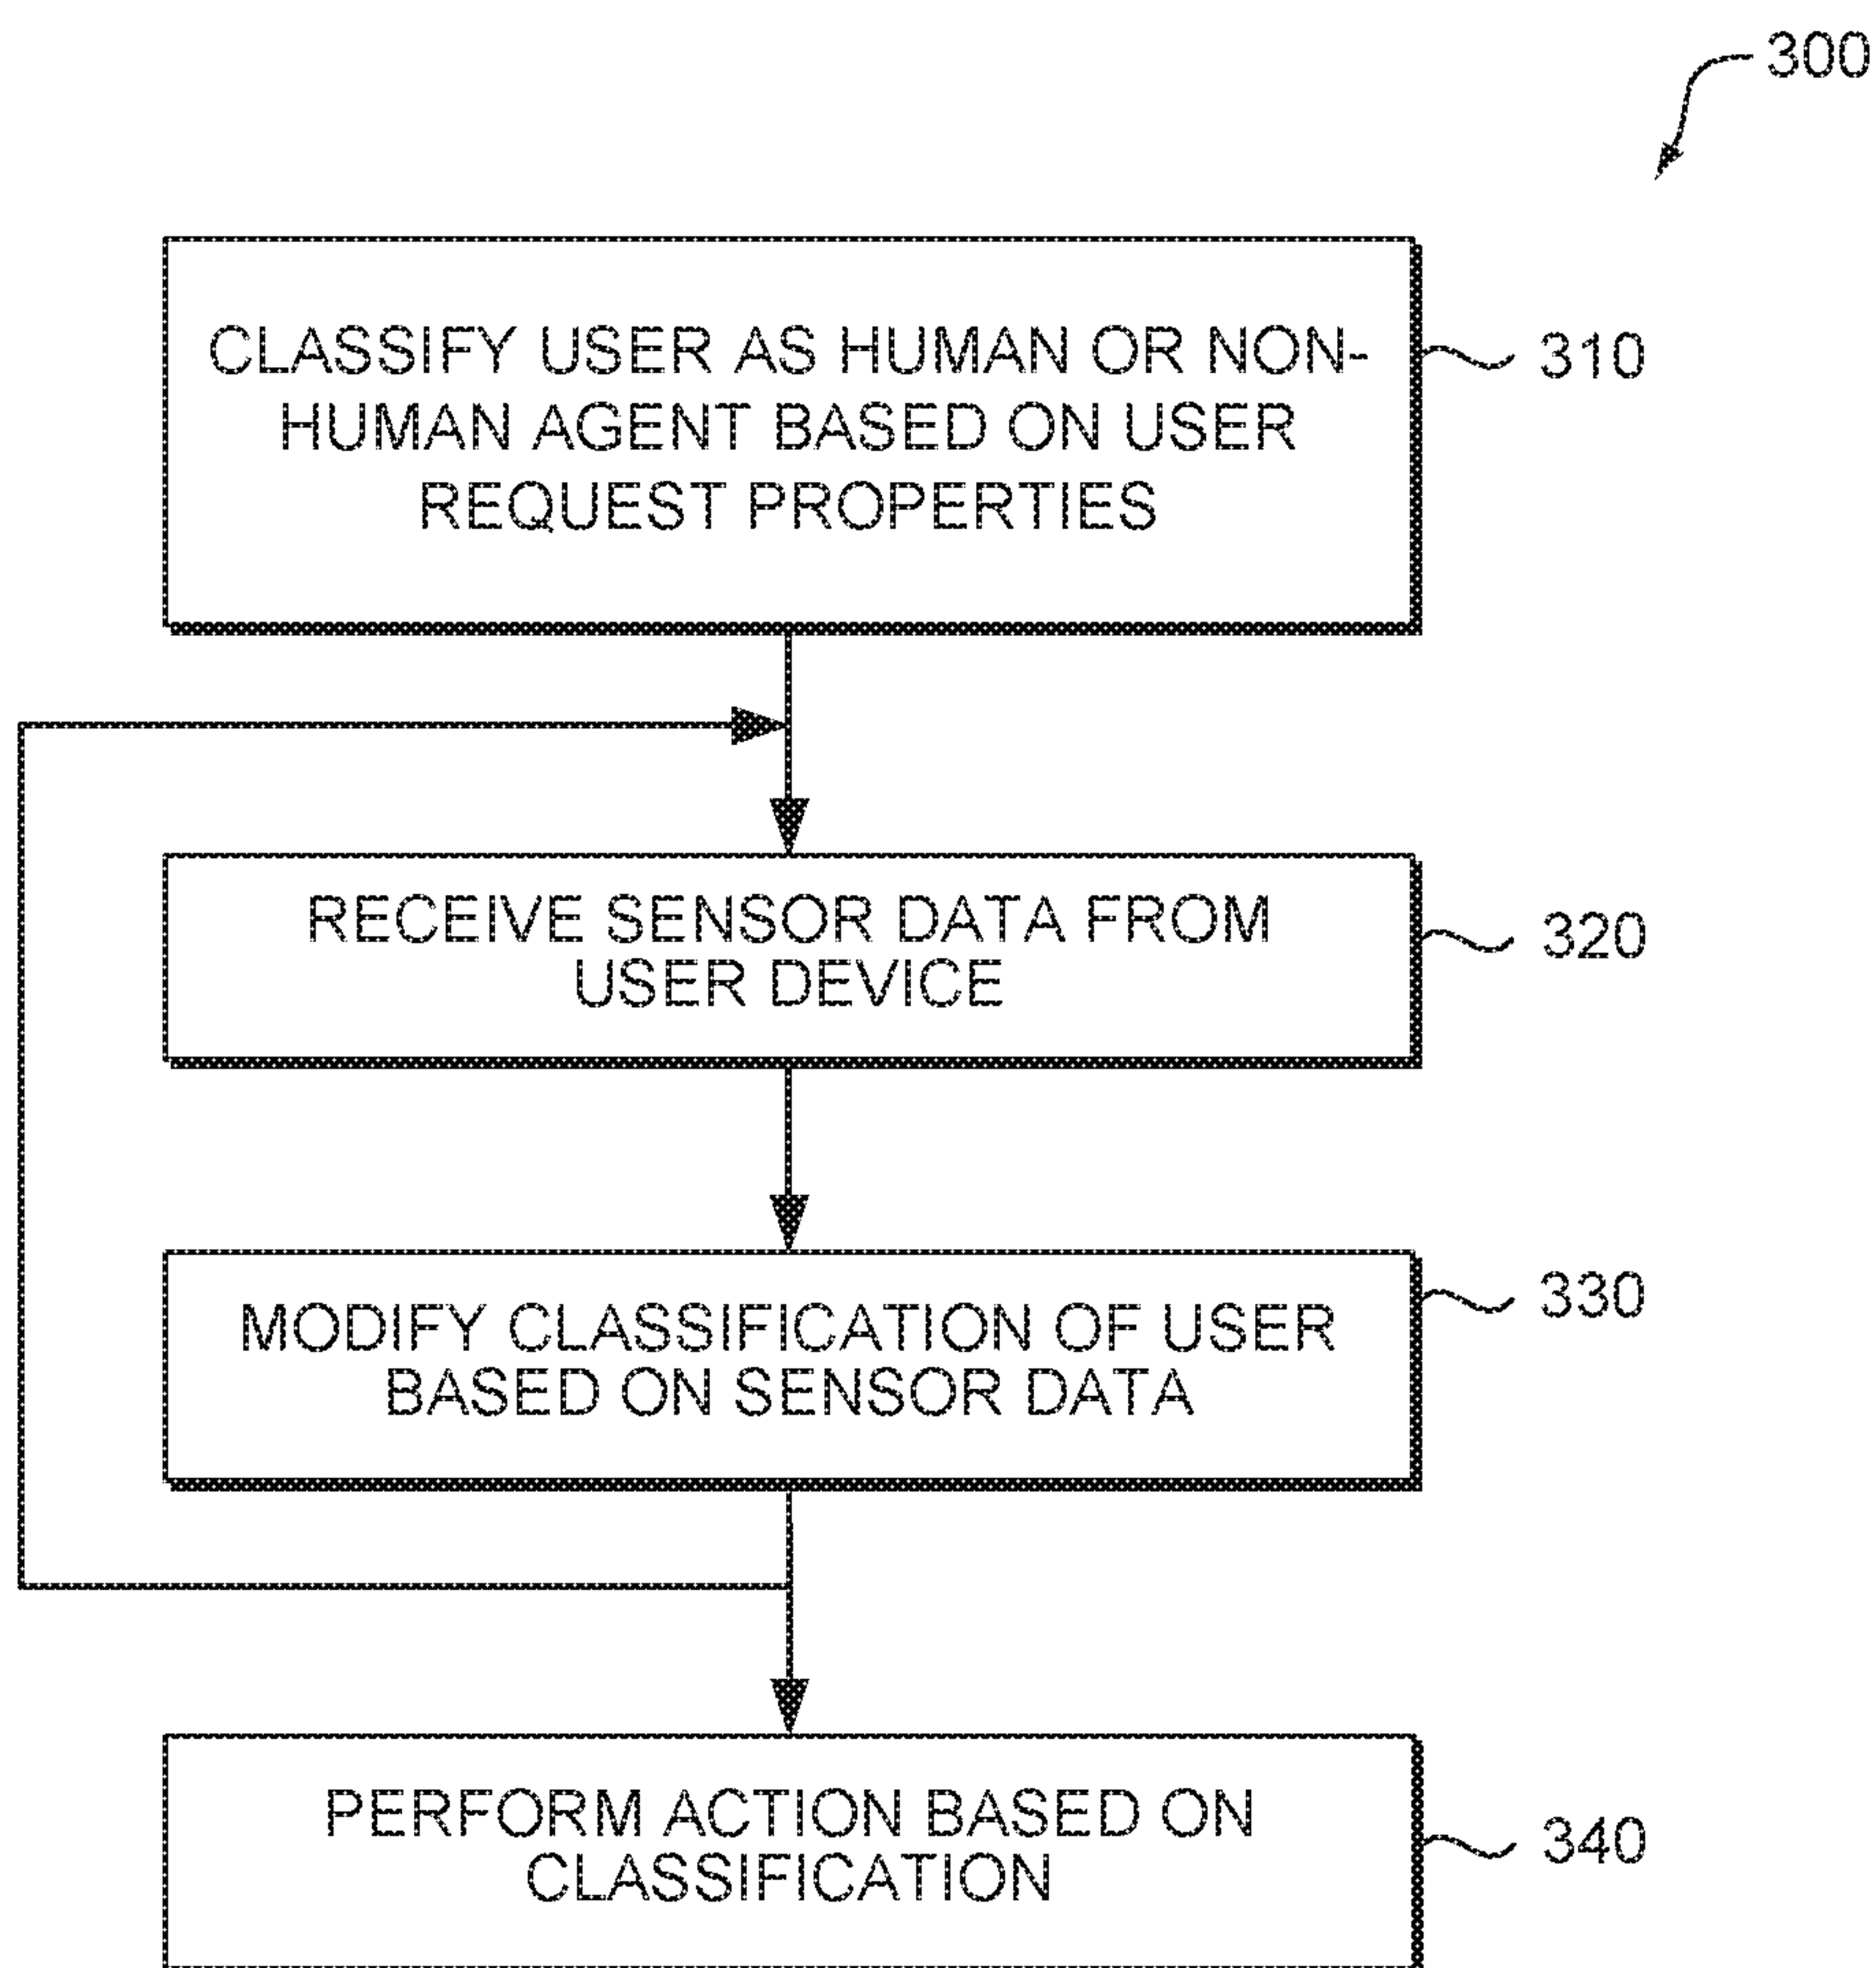 300
CLASSIFY USER AS HUMAN OR NON-
HUMAN AGENT BASED ON USER
REQUEST PROPERTIES
310
RECEIVE SENSOR DATA FROM
USER DEVICE
320
MODIFY CLASSIFICATION OF USER
BASED ON SENSOR DATA
330
PERFORM ACTION BASED ON
CLASSIFICATION
340